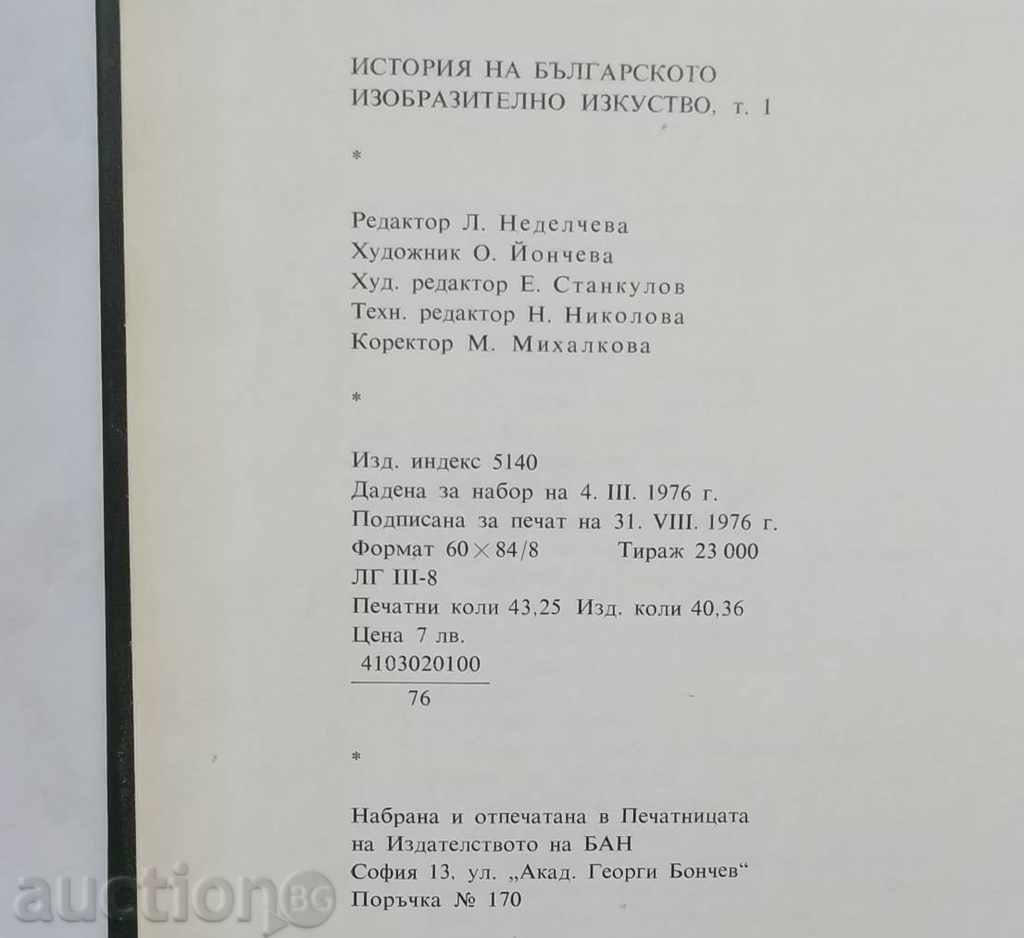 ИСТОРИЯ НА БЪЛГАРСКОТО
ИЗОБРАЗИТЕЛНО ИЗКУСТВО, т. 1
*
Редактор Л. Неделчева
Художник О. Йончева
Худ. редактор Е. Станкулов
Техн. редактор Н. Николова
Коректор М. Михалкова
*
Изд. индекс 5140
Дадена за набор на 4. III. 1976 г.
Подписана за печат на 31. VIII. 1976 г.
Формат 60×84/8 Тираж 23 000
ЛГ III-8
Печатни коли 43,25 Изд. коли 40,36
Цена 7 лв.
4103020100
76
*
Набрана и отпечатана в Печатницата
на Издателството на БАН
София 13, ул. „Акад. Георги Бончев“
Поръчка № 170
auction BG